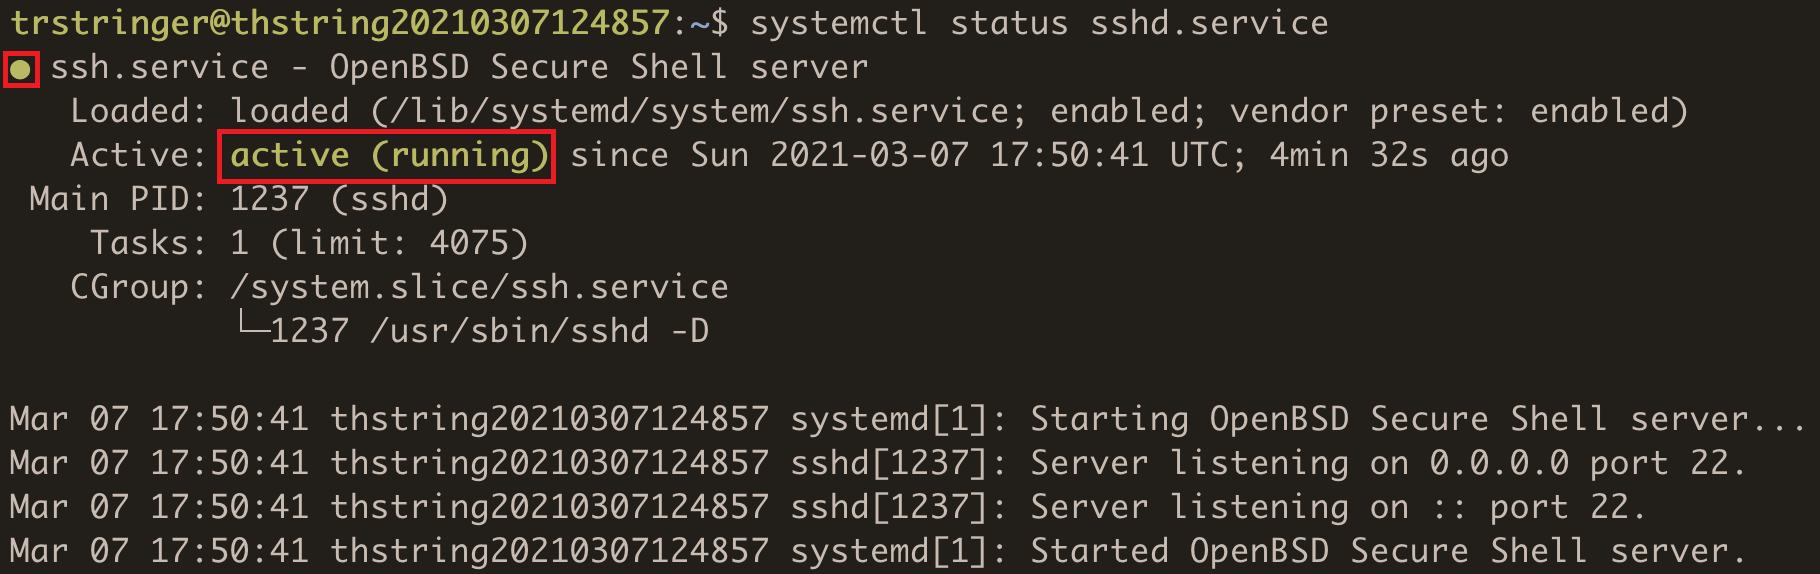 trstringer@thstring20210307124857:~$ systemctl status sshd.service
● ssh.service - OpenBSD Secure Shell server
   Loaded: loaded (/lib/systemd/system/ssh.service; enabled; vendor preset: enabled)
   Active: active (running) since Sun 2021-03-07 17:50:41 UTC; 4min 32s ago
 Main PID: 1237 (sshd)
    Tasks: 1 (limit: 4075)
   CGroup: /system.slice/ssh.service
           └─1237 /usr/sbin/sshd -D
Mar 07 17:50:41 thstring20210307124857 systemd[1]: Starting OpenBSD Secure Shell server...
Mar 07 17:50:41 thstring20210307124857 sshd[1237]: Server listening on 0.0.0.0 port 22.
Mar 07 17:50:41 thstring20210307124857 sshd[1237]: Server listening on :: port 22.
Mar 07 17:50:41 thstring20210307124857 systemd[1]: Started OpenBSD Secure Shell server.